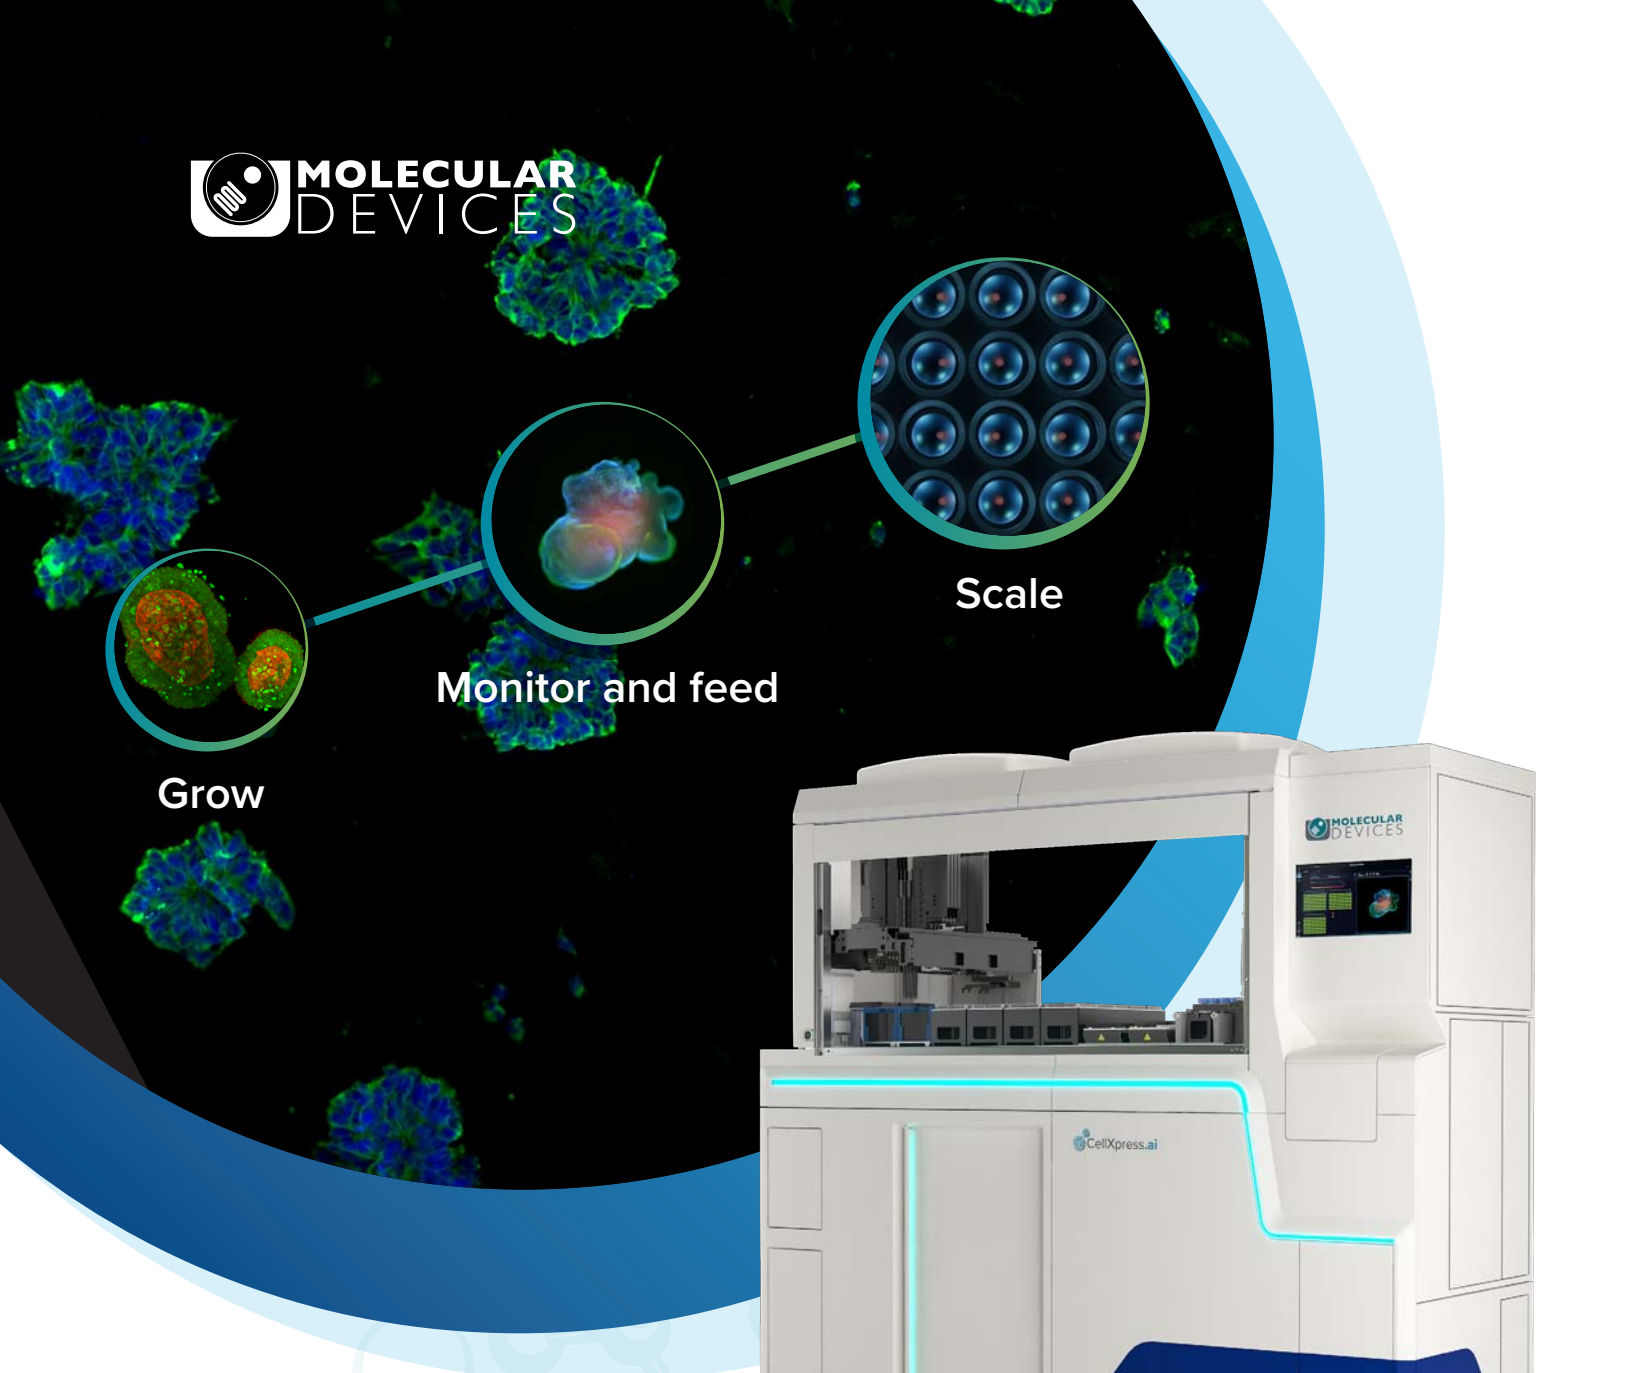 MOLECULAR
DEVICES
Scale
Monitor and feed
Grow
MOLECULAR
DEVICES
CellXpress.ai